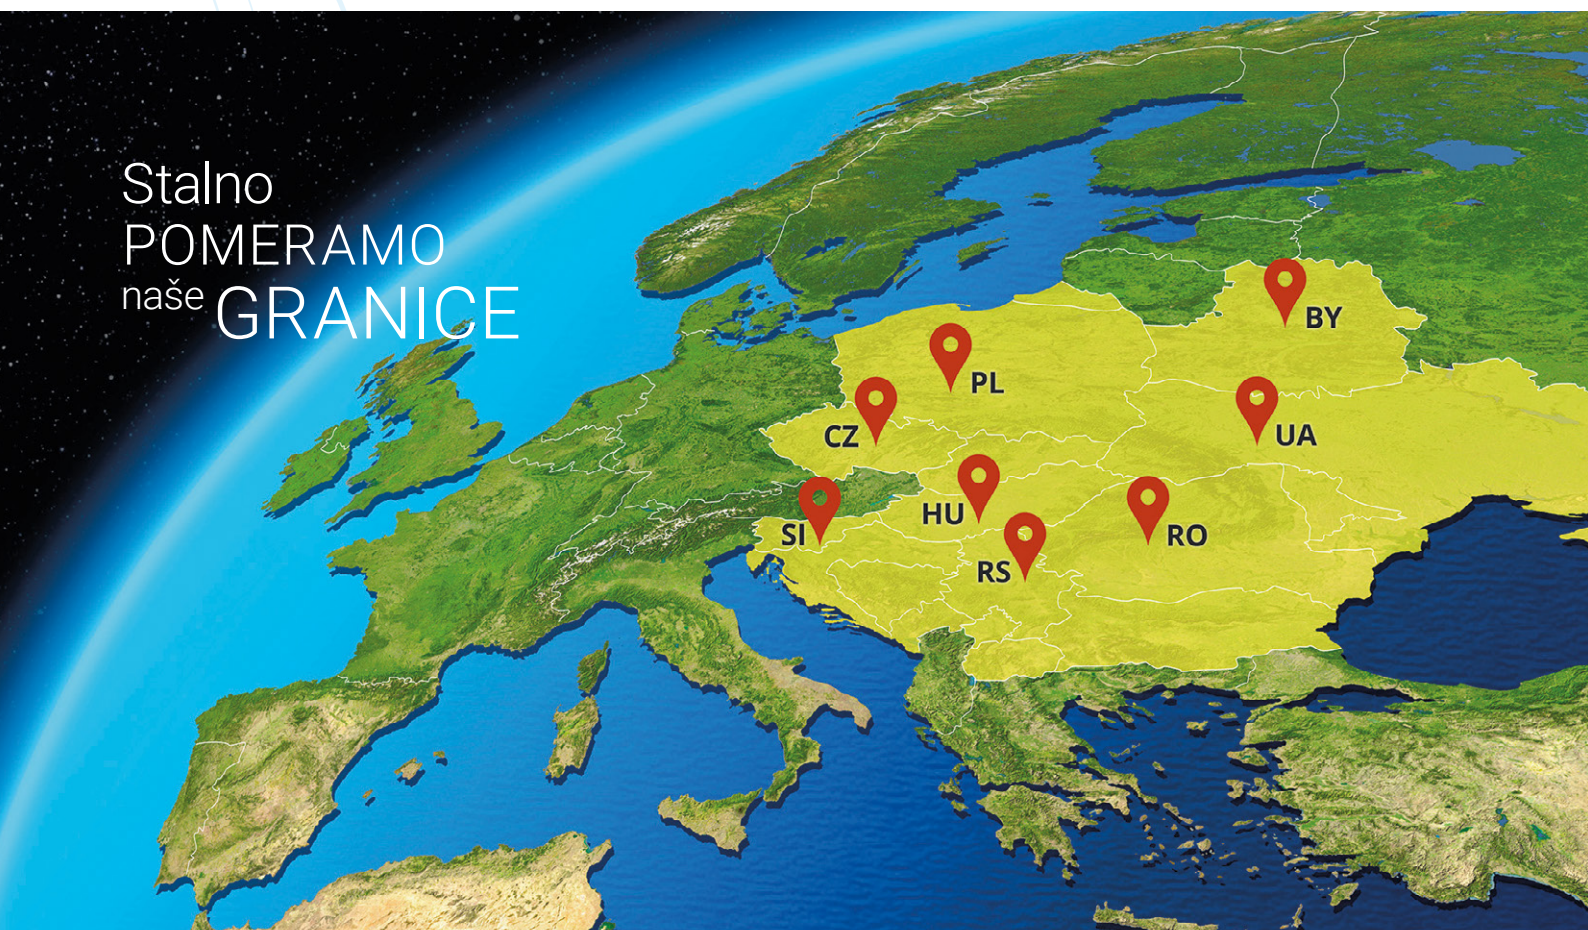 Stalno
POMERAMO
naše GRANICE
BY
PL
CZ
UA
HU
SI
RO
RS